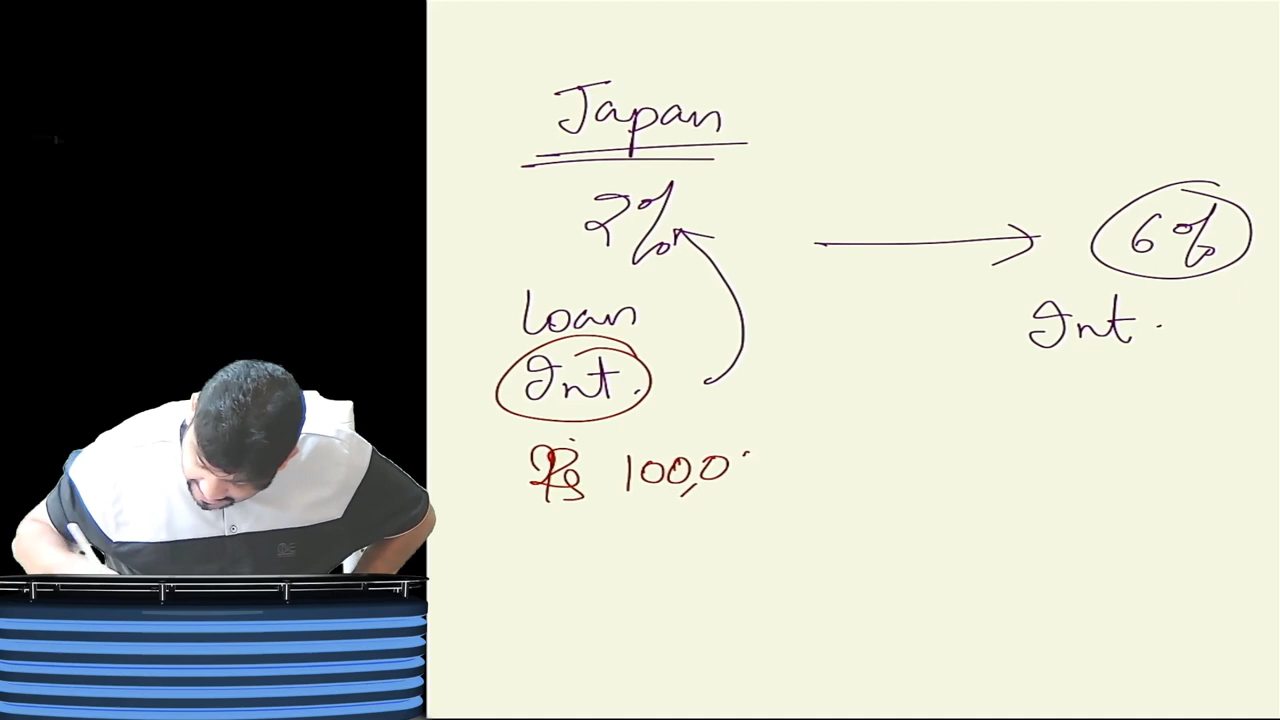 Japan
2% → 6%
Loan
Int. Int.
Rs 100,0